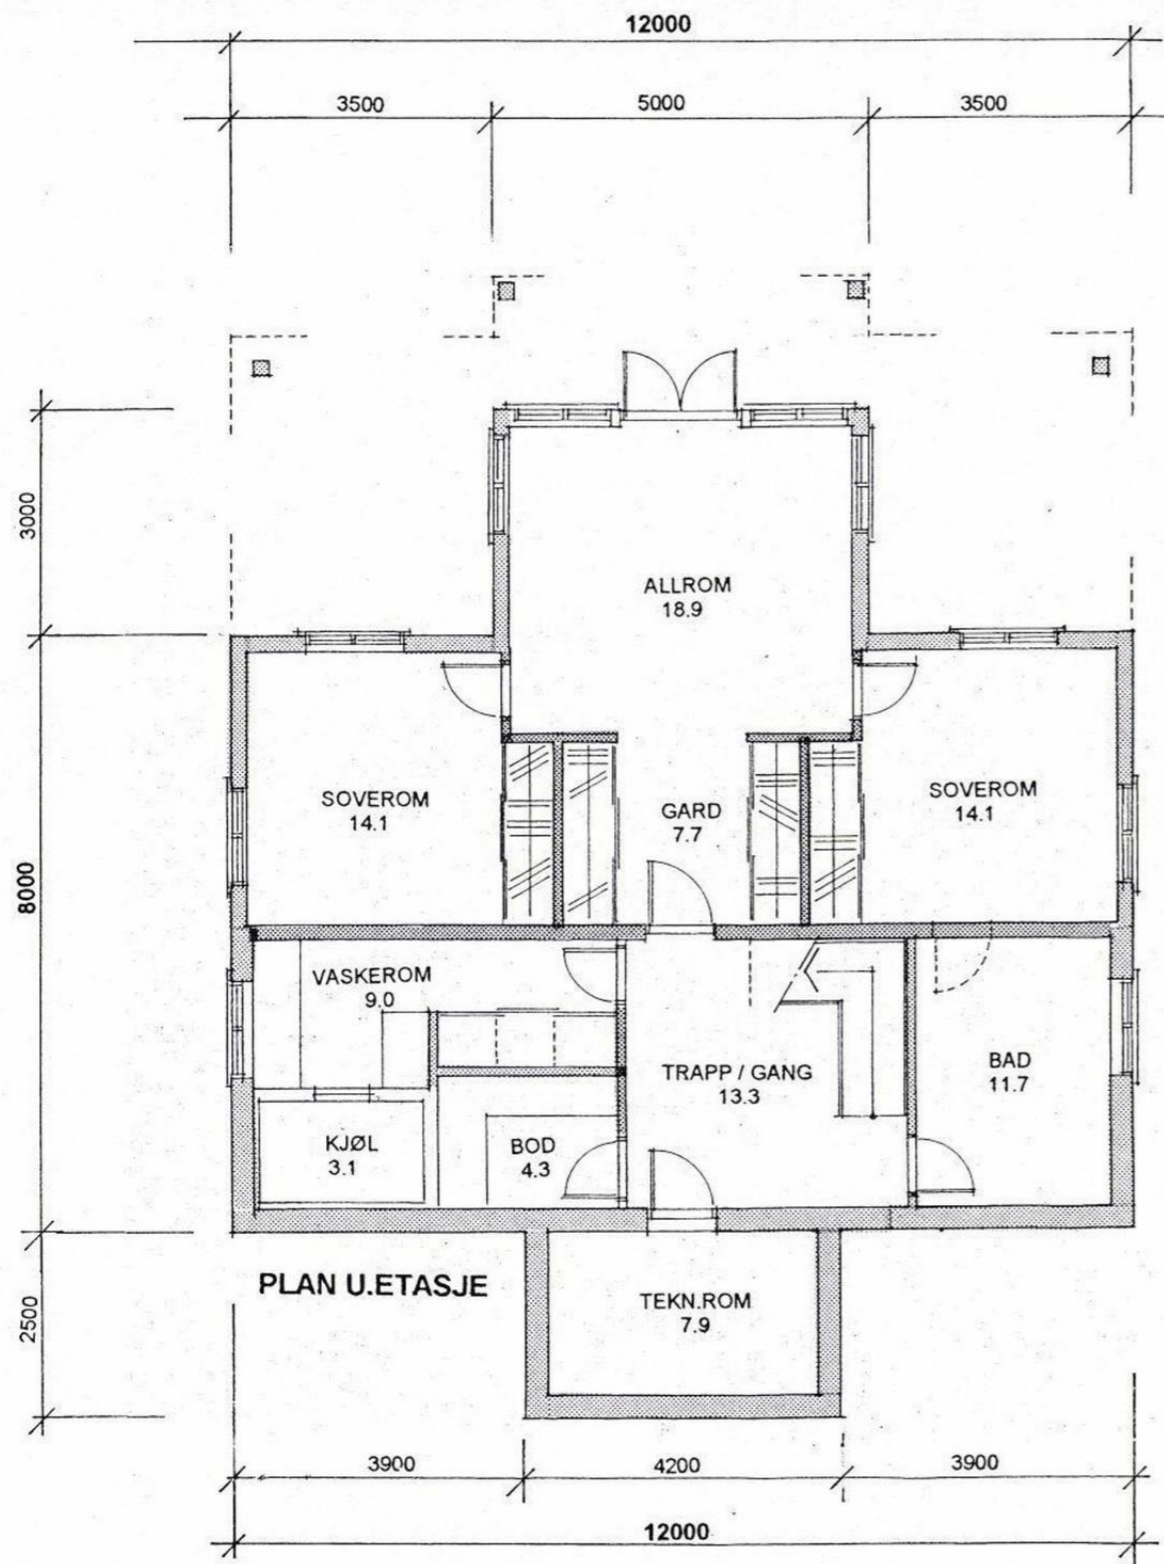 12000
3500 5000 3500
3000
ALLROM
18.9
8000
SOVEROM
14.1
GARD
7.7
SOVEROM
14.1
VASKEROM
9.0
TRAPP / GANG
13.3
BAD
11.7
KJØL
3.1
BOD
4.3
2500
PLAN U.ETASJE
TEKN.ROM
7.9
3900 4200 3900
12000